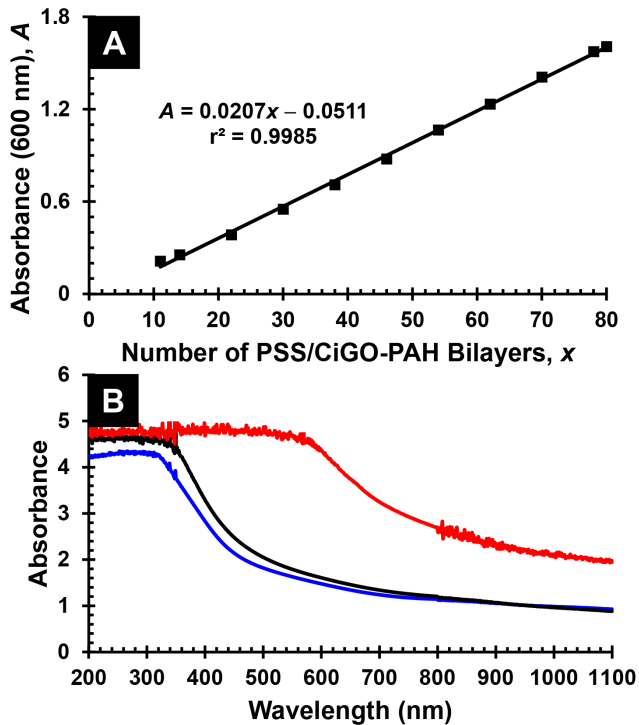 A
Absorbance (600 nm), A
1.8
1.2
0.6
0
A = 0.0207x – 0.0511
r² = 0.9985
0 10 20 30 40 50 60 70 80
Number of PSS/CiGO-PAH Bilayers, x
B
Absorbance
6
5
4
3
2
1
0
200 300 400 500 600 700 800 900 1000 1100
Wavelength (nm)